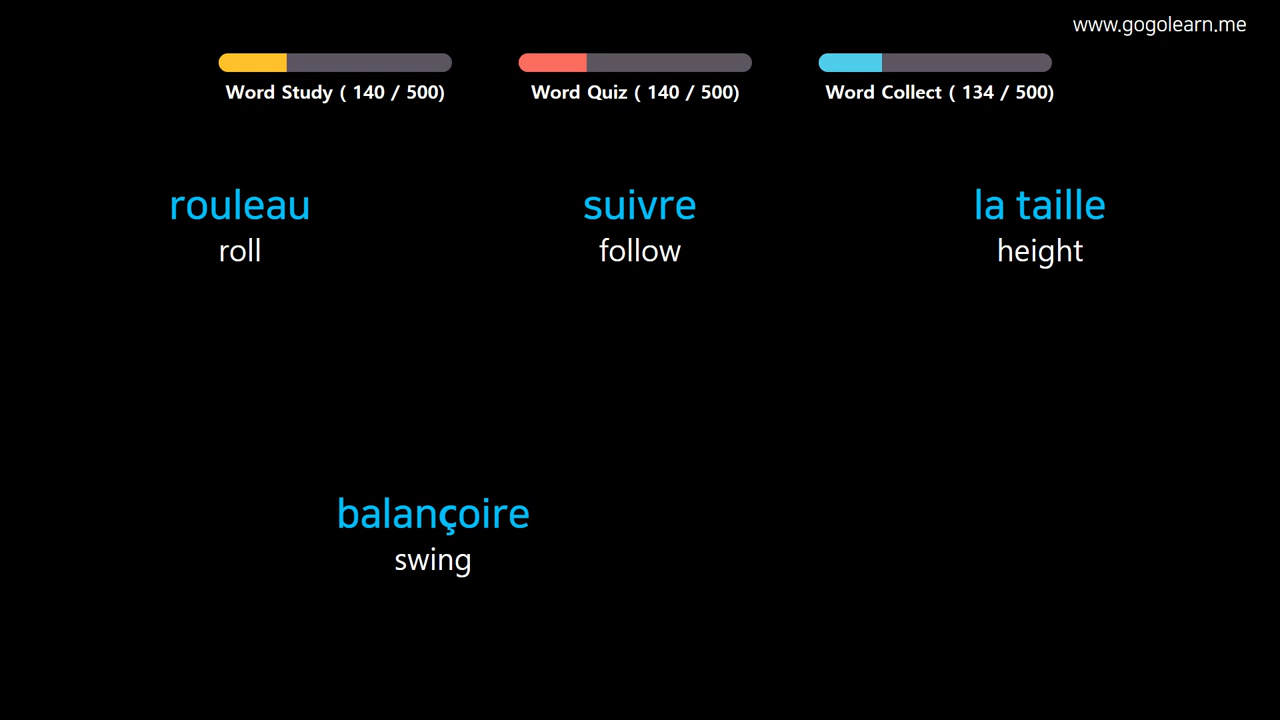 www.gogolearn.me
Word Study ( 140 / 500)
Word Quiz ( 140 / 500)
Word Collect ( 134 / 500)
rouleau
roll
suivre
follow
la taille
height
balançoire
swing